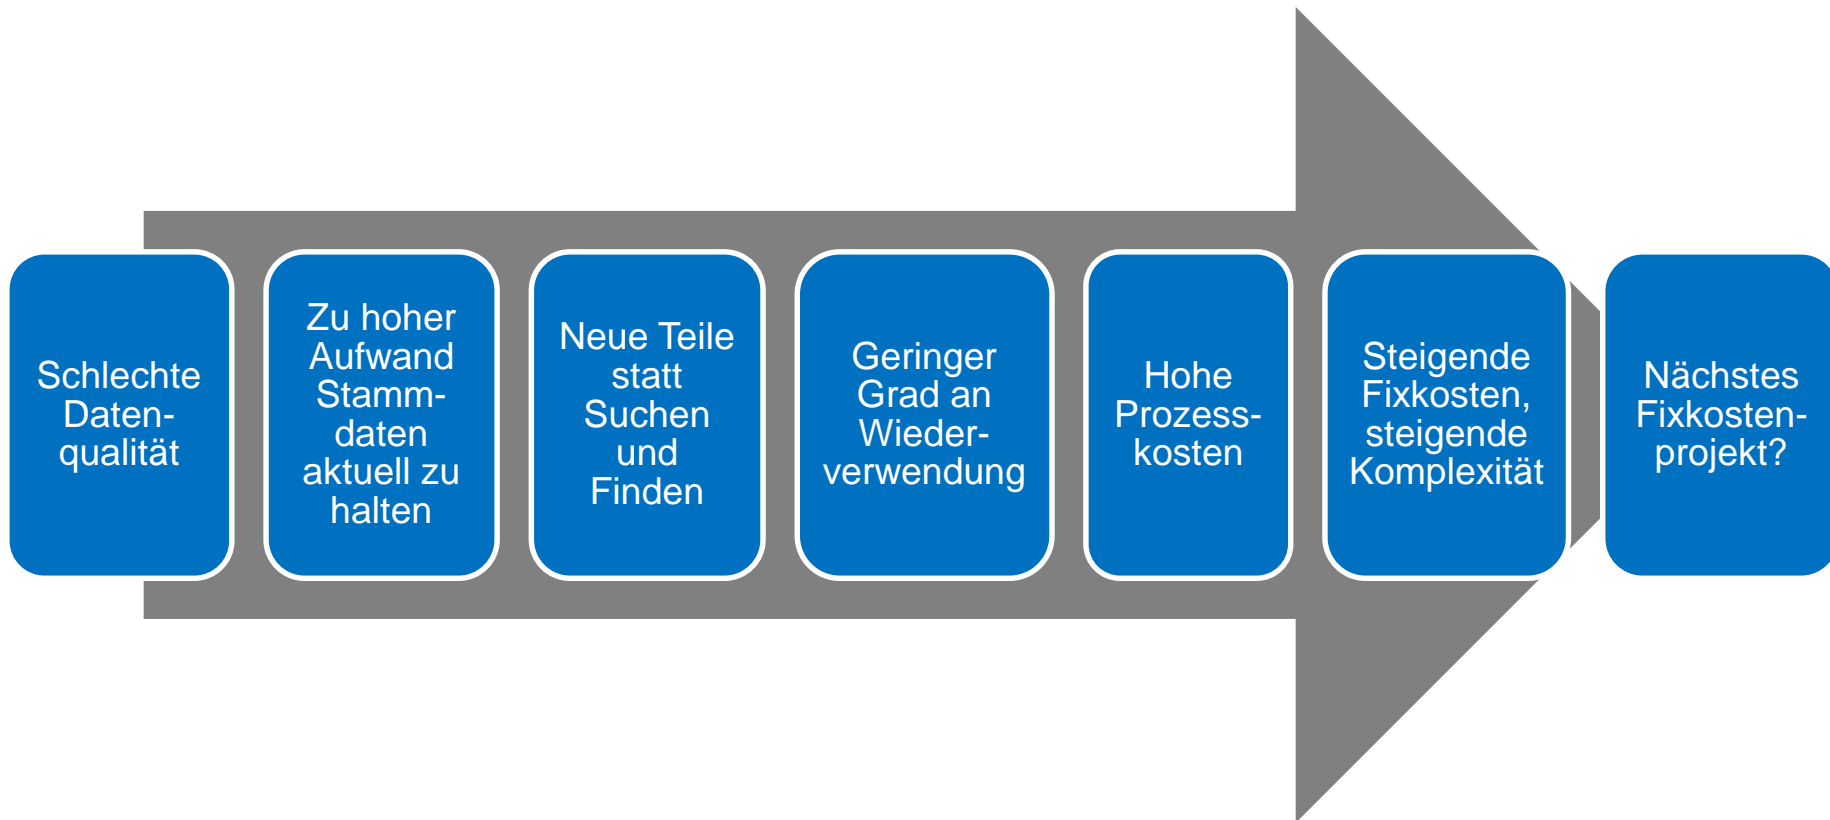 Schlechte
Daten-
qualität
Zu hoher
Aufwand
Stamm-
daten
aktuell zu
halten
Neue Teile
statt
Suchen
und
Finden
Geringer
Grad an
Wieder-
verwendung
Hohe
Prozess-
kosten
Steigende
Fixkosten,
steigende
Komplexität
Nächstes
Fixkosten-
projekt?